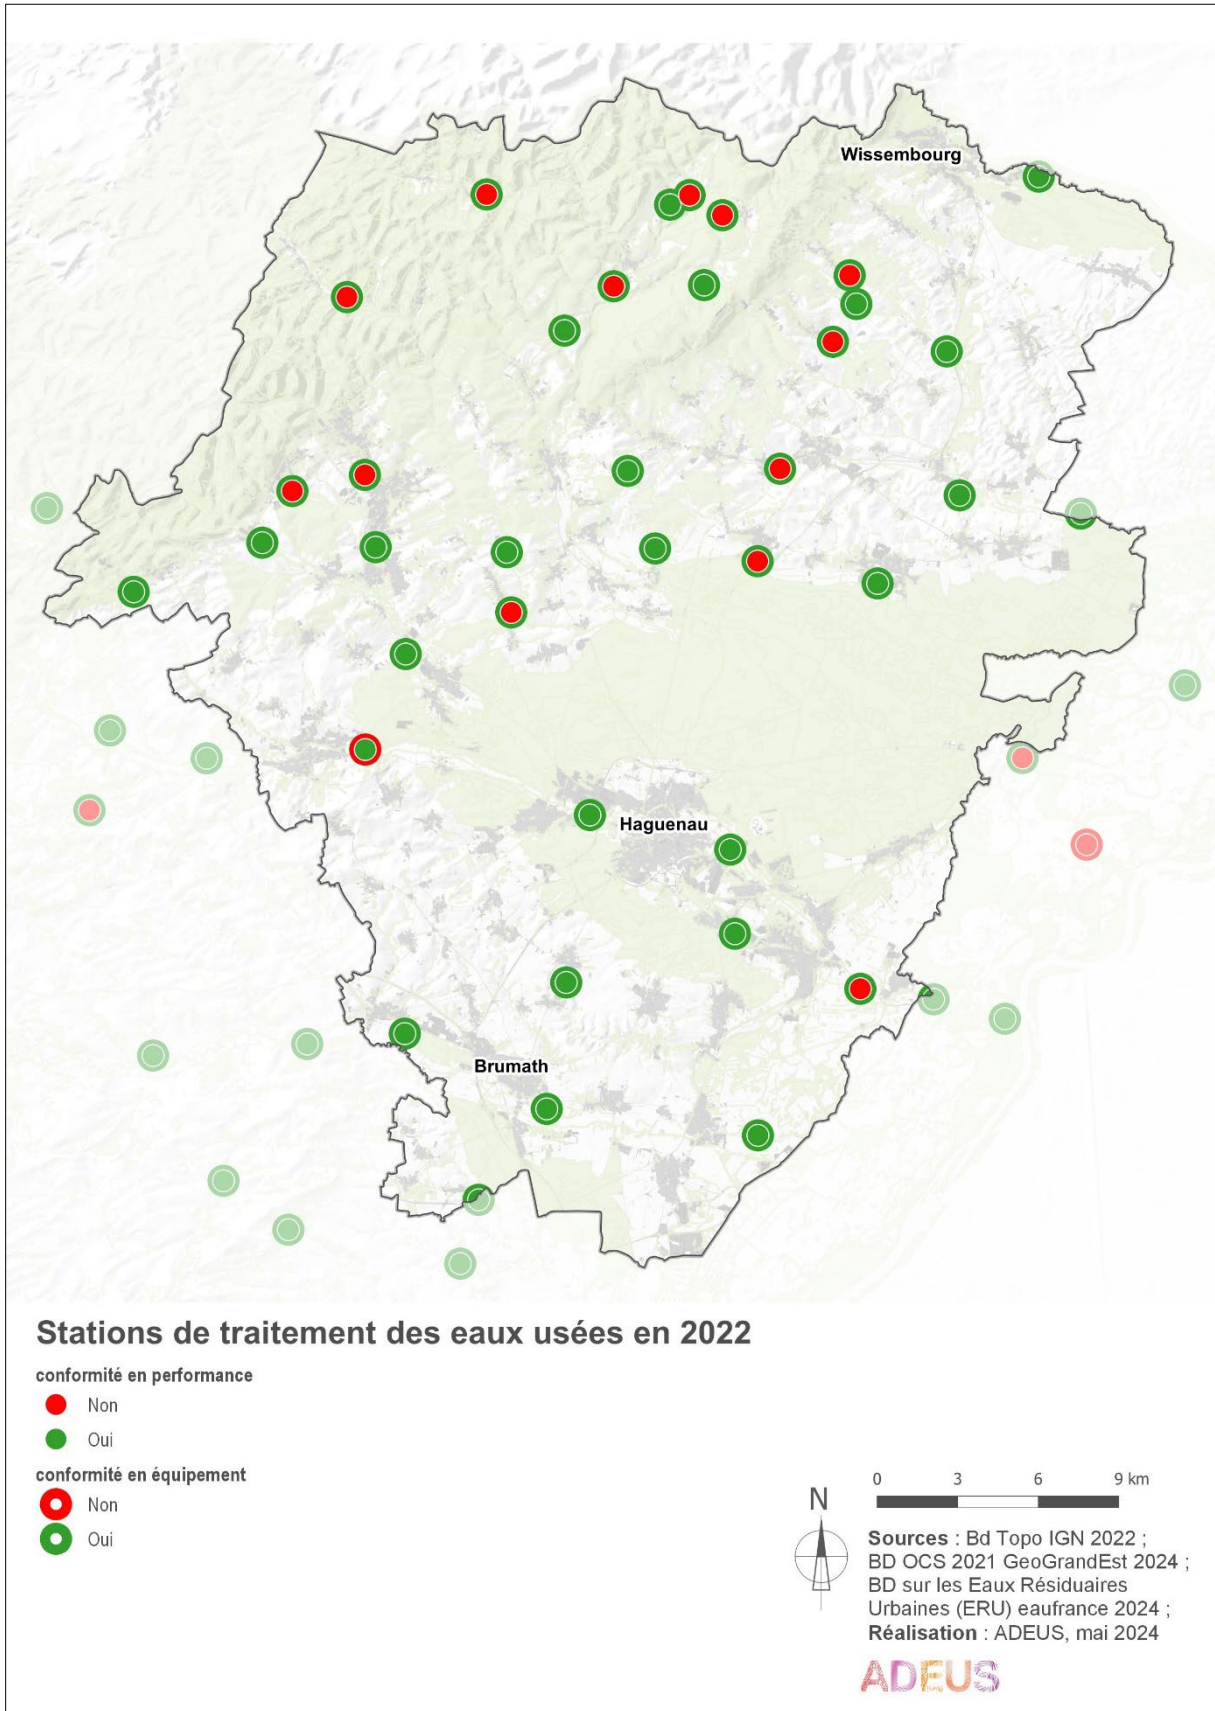 Wissembourg
Haguenau
Brumath
Stations de traitement des eaux usées en 2022
conformité en performance
Non
Oui
conformité en équipement
Non
Oui
N
0 3 6 9 km
Sources : Bd Topo IGN 2022 ;
BD OCS 2021 GeoGrandEst 2024 ;
BD sur les Eaux Résiduaires
Urbaines (ERU) eaufrance 2024 ;
Réalisation : ADEUS, mai 2024
ADEUS